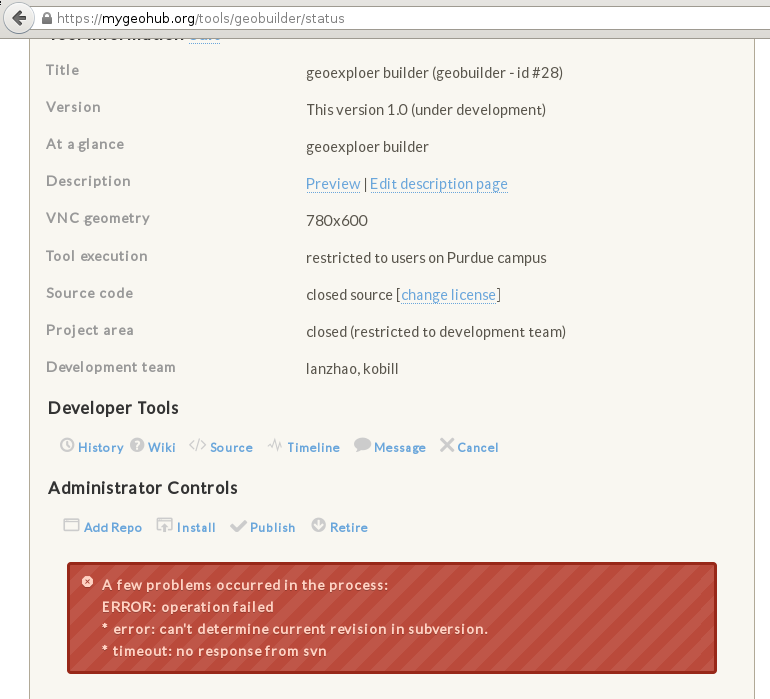 https://mygeohub.org/tools/geobuilder/status
Title geoexploer builder (geobuilder - id #28)
Version This version 1.0 (under development)
At a glance geoexploer builder
Description Preview | Edit description page
VNC geometry 780x600
Tool execution restricted to users on Purdue campus
Source code closed source [change license]
Project area closed (restricted to development team)
Development team lanzhao, kobill
Developer Tools
History Wiki Source Timeline Message Cancel
Administrator Controls
Add Repo Install Publish Retire
A few problems occurred in the process:
ERROR: operation failed
* error: can't determine current revision in subversion.
* timeout: no response from svn